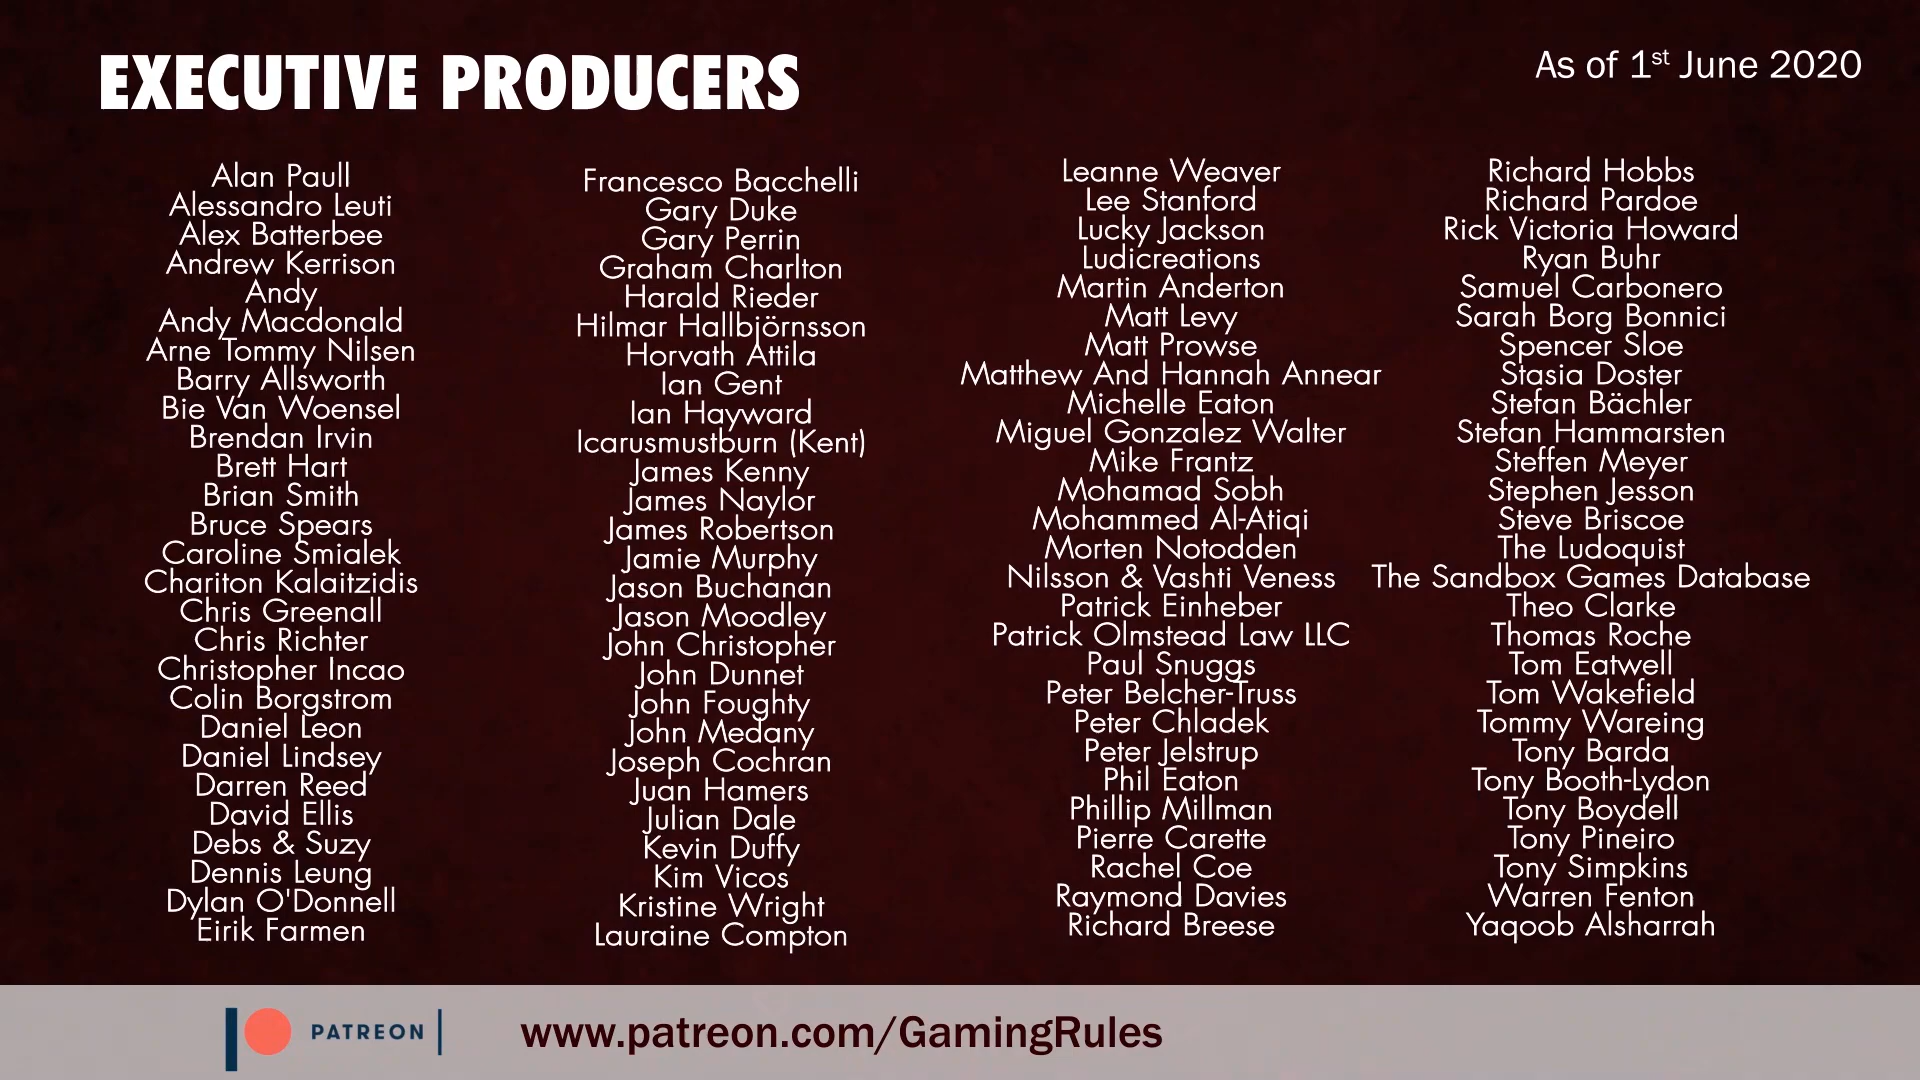 EXECUTIVE PRODUCERS
As of 1st June 2020
Alan Paull
Alessandro Leuti
Alex Batterbee
Andrew Kerrison
Andy
Andy Macdonald
Arne Tommy Nilsen
Barry Allsworth
Bie Van Woensel
Brendan Irvin
Brett Hart
Brian Smith
Bruce Spears
Caroline Smialek
Chariton Kalaitzidis
Chris Greenall
Chris Richter
Christopher Incao
Colin Borgstrom
Daniel Leon
Daniel Lindsey
Darren Reed
David Ellis
Debs & Suzy
Dennis Leung
Dylan O'Donnell
Eirik Farmen
Francesco Bacchelli
Gary Duke
Gary Perrin
Graham Charlton
Harald Rieder
Hilmar Hallbjörnsson
Horvath Attila
Ian Gent
Ian Hayward
Icarusmustburn (Kent)
James Kenny
James Naylor
James Robertson
Jamie Murphy
Jason Buchanan
Jason Moodley
John Christopher
John Dunnet
John Foughty
John Medany
Joseph Cochran
Juan Hamers
Julian Dale
Kevin Duffy
Kim Vicos
Kristine Wright
Lauraine Compton
Leanne Weaver
Lee Stanford
Lucky Jackson
Ludicreations
Martin Anderton
Matt Levy
Matt Prowse
Matthew And Hannah Annear
Michelle Eaton
Miguel Gonzalez Walter
Mike Frantz
Mohamad Sobh
Mohammed Al-Atiqi
Morten Notodden
Nilsson & Vashti Veness
Patrick Einheber
Patrick Olmstead Law LLC
Paul Snuggs
Peter Belcher-Truss
Peter Chladek
Peter Jelstrup
Phil Eaton
Phillip Millman
Pierre Carette
Rachel Coe
Raymond Davies
Richard Breese
Richard Hobbs
Richard Pardoe
Rick Victoria Howard
Ryan Buhr
Samuel Carbonero
Sarah Borg Bonnici
Spencer Sloe
Stasia Doster
Stefan Bächler
Stefan Hammarsten
Steffen Meyer
Stephen Jesson
Steve Briscoe
The Ludoquist
The Sandbox Games Database
Theo Clarke
Thomas Roche
Tom Eatwell
Tom Wakefield
Tommy Wareing
Tony Barda
Tony Booth-Lydon
Tony Boydell
Tony Pineiro
Tony Simpkins
Warren Fenton
Yaqoob Alsharrah
PATREON
www.patreon.com/GamingRules